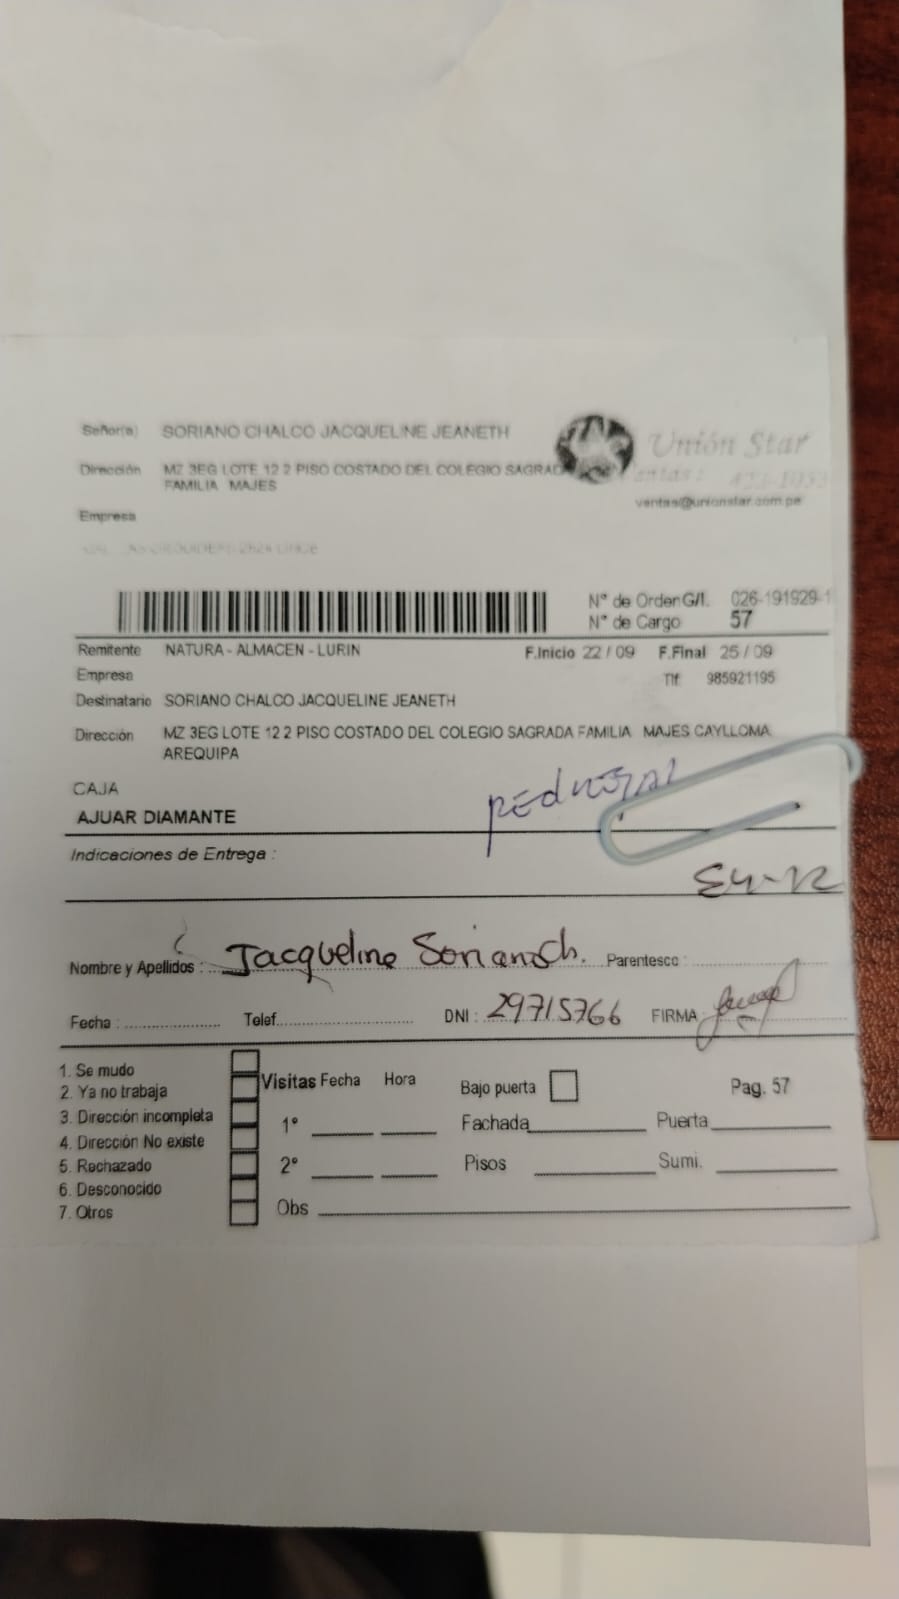 Señor(a) SORIANO CHALCO JACQUELINE JEANETH
Unión Star
Dirección MZ 3EG LOTE 12 2 PISO COSTADO DEL COLEGIO SAGRAD
FAMILIA MAJES
ventas@unionstar.com.pe
Empresa
N° de Orden G/I. 026-191929-1
N° de Cargo 57
Remitente NATURA - ALMACEN - LURIN F.Inicio 22 / 09 F.Final 25 / 09
Empresa Tlf 985921195
Destinatario SORIANO CHALCO JACQUELINE JEANETH
Dirección MZ 3EG LOTE 12 2 PISO COSTADO DEL COLEGIO SAGRADA FAMILIA MAJES CAYLLOMA
AREQUIPA
CAJA
PEDREGAL
AJUAR DIAMANTE
Indicaciones de Entrega :
Nombre y Apellidos : Jacqueline Soriano Ch. Parentesco :
Fecha : Telef. DNI : 29715766 FIRMA
1. Se mudo
2. Ya no trabaja
3. Dirección incompleta
4. Dirección No existe
5. Rechazado
6. Desconocido
7. Otros
Visitas Fecha Hora Bajo puerta Pag. 57
1° Fachada Puerta
2° Pisos Sumi.
Obs